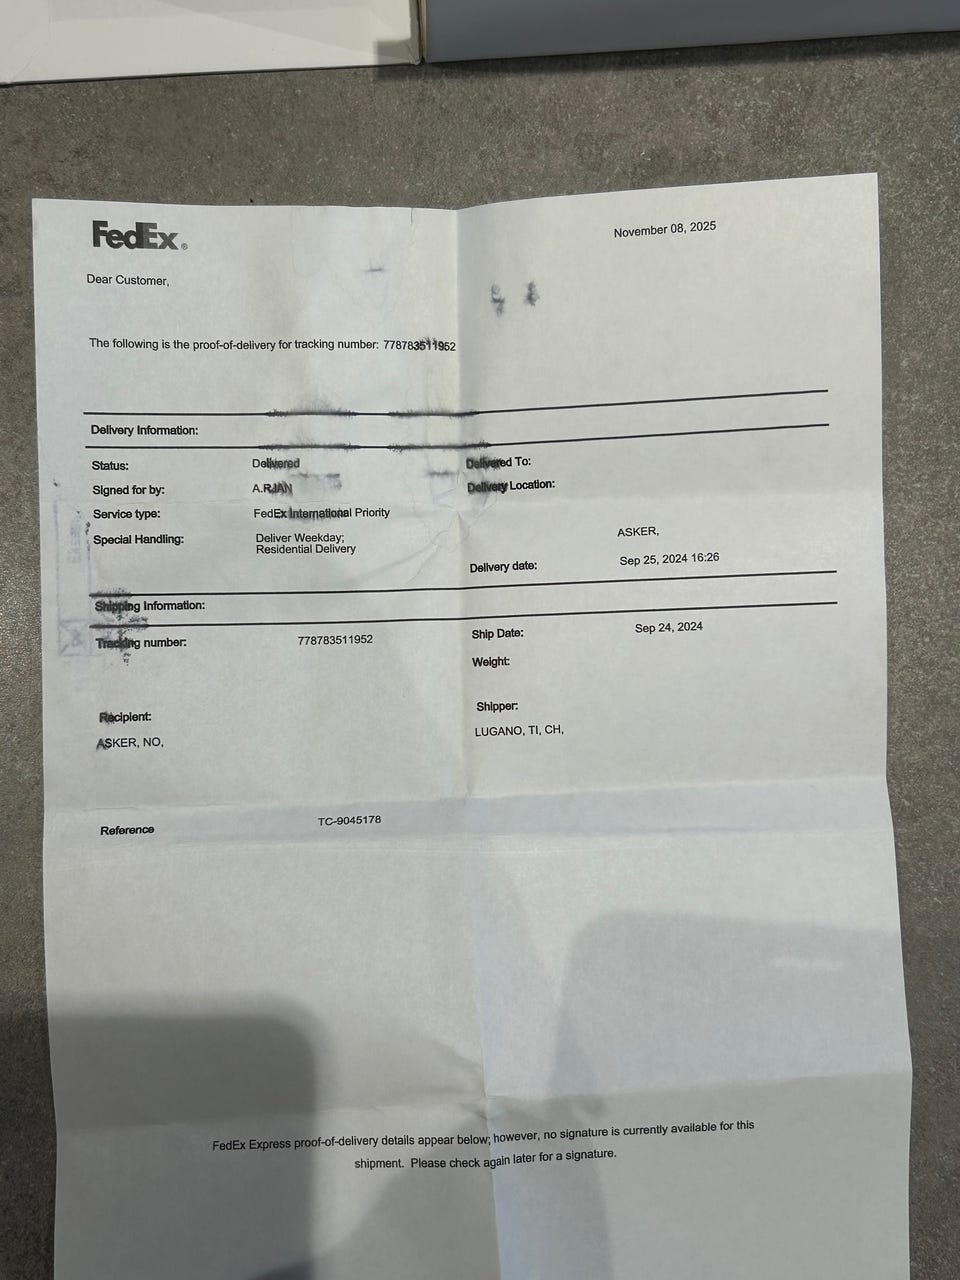 FedEx®
November 08, 2025
Dear Customer,
The following is the proof-of-delivery for tracking number: 778783511952
Delivery Information:
Status: Delivered
Delivered To:
Signed for by: A.RJAN
Delivery Location:
Service type: FedEx International Priority
Special Handling: Deliver Weekday;
Residential Delivery
ASKER,
Delivery date: Sep 25, 2024 16:26
Shipping Information:
Tracking number: 778783511952
Ship Date: Sep 24, 2024
Weight:
Recipient:
ASKER, NO,
Shipper:
LUGANO, TI, CH,
Reference TC-9045178
FedEx Express proof-of-delivery details appear below; however, no signature is currently available for this
shipment. Please check again later for a signature.